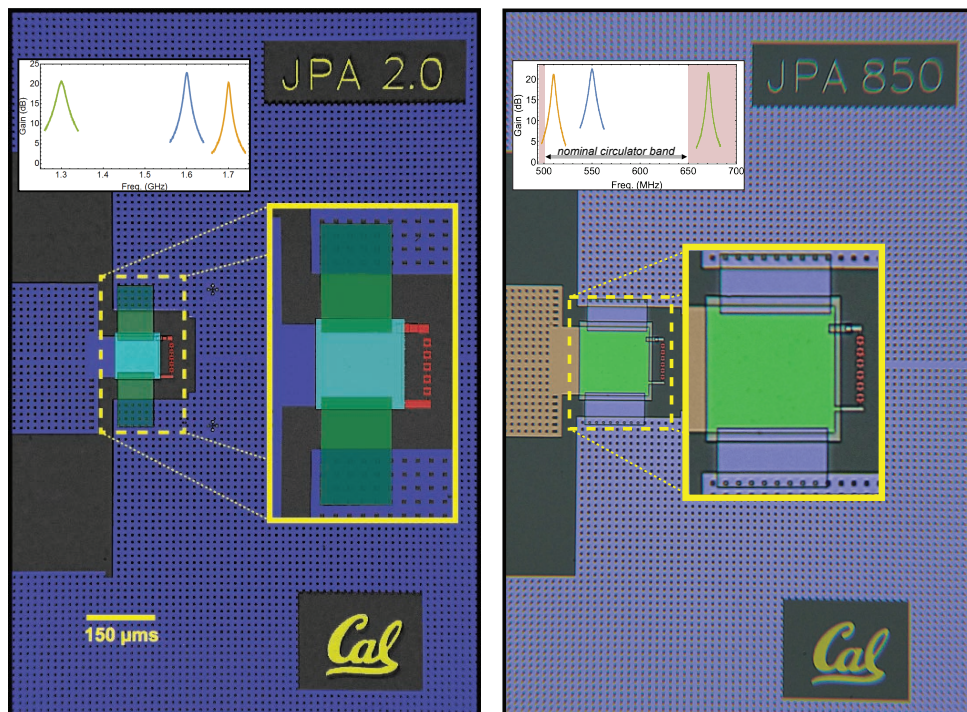 JPA 2.0
25
20
15
10
5
0
Gain (dB)
1.3
1.4
1.5
1.6
1.7
Freq. (GHz)
150 µms
Cal
JPA 850
20
15
10
5
0
Gain (dB)
nominal circulator band
500
550
600
650
700
Freq. (MHz)
Cal